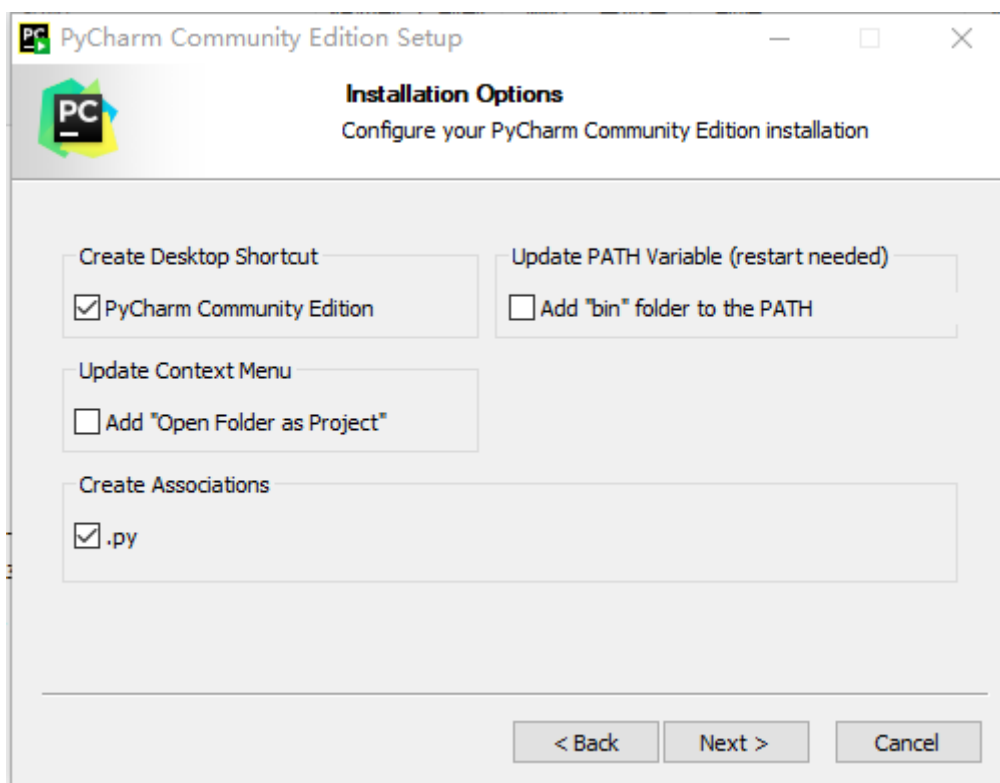 PyCharm Community Edition Setup
PC
Installation Options
Configure your PyCharm Community Edition installation
Create Desktop Shortcut
PyCharm Community Edition
Update PATH Variable (restart needed)
Add "bin" folder to the PATH
Update Context Menu
Add "Open Folder as Project"
Create Associations
.py
< Back
Next >
Cancel